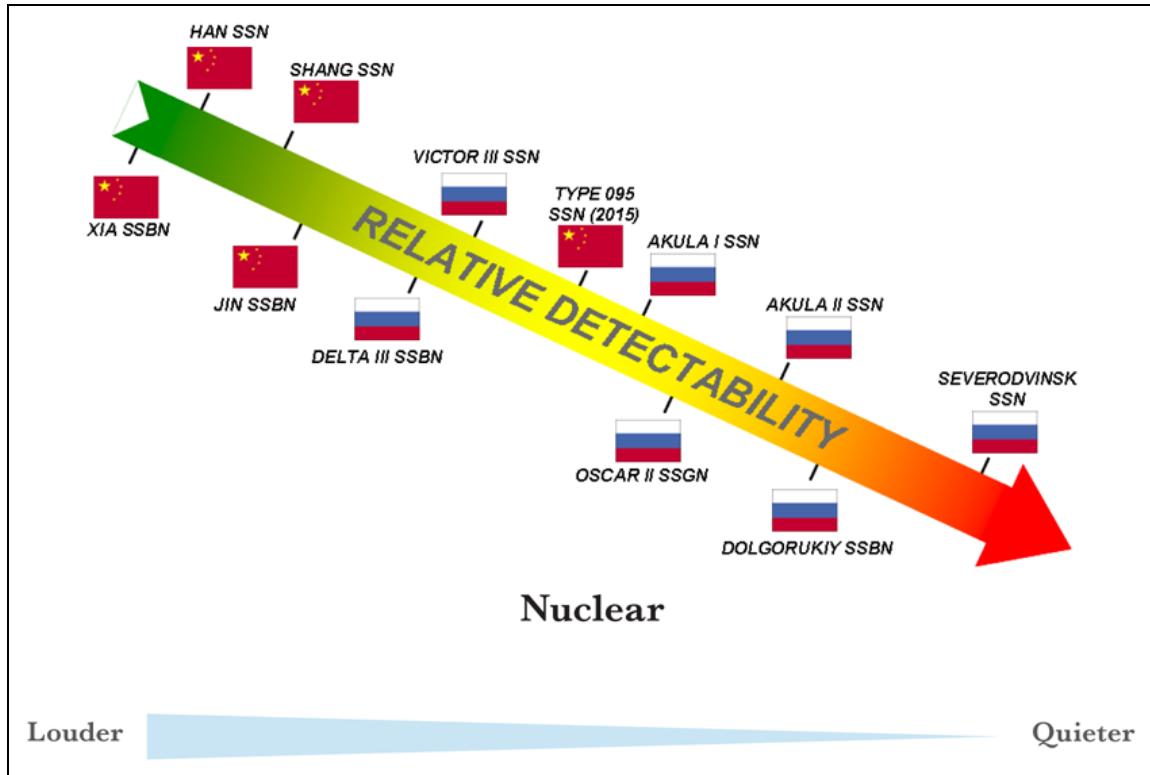 HAN SSN
SHANG SSN
XIA SSBN
VICTOR III SSN
JIN SSBN
TYPE 095
SSN (2015)
DELTA III SSBN
AKULA I SSN
RELATIVE DETECTABILITY
AKULA II SSN
OSCAR II SSGN
SEVERODVINSK
SSN
DOLGORUKIY SSBN
Nuclear
Louder
Quieter